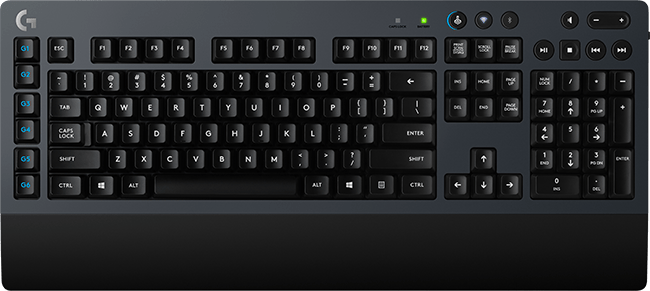 G
CAPS LOCK BATTERY
G1 ESC F1 F2 F3 F4 F5 F6 F7 F8 F9 F10 F11 F12 PRINT SCREEN SYSRQ SCROLL LOCK PAUSE BREAK
G2 ~ ` ! 1 @ 2 # 3 $ 4 % 5 ^ 6 & 7 * 8 ( 9 ) 0 _ - + = ← INS HOME PAGE UP NUM LOCK / * -
G3 TAB Q W E R T Y U I O P { [ } ] | \ DEL END PAGE DOWN 7 HOME 8 ↑ 9 PG UP +
G4 CAPS LOCK A S D F G H J K L : ; " ' ENTER 4 ← 5 6 →
G5 SHIFT Z X C V B N M < , > . ? / SHIFT ↑ 1 END 2 ↓ 3 PG DN ENTER
G6 CTRL ALT ALT CTRL ← ↓ → 0 INS . DEL